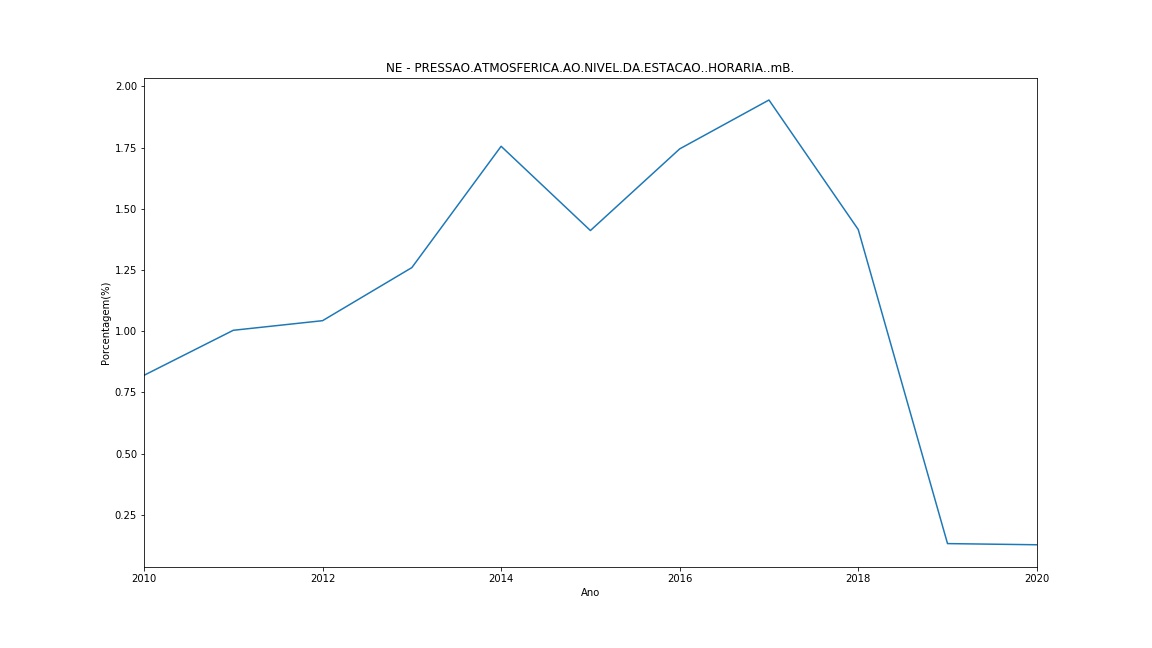 NE - PRESSAO.ATMOSFERICA.AO.NIVEL.DA.ESTACAO..HORARIA..mB.
2.00
1.75
1.50
1.25
1.00
0.75
0.50
0.25
Porcentagem(%)
2010 2012 2014 2016 2018 2020
Ano